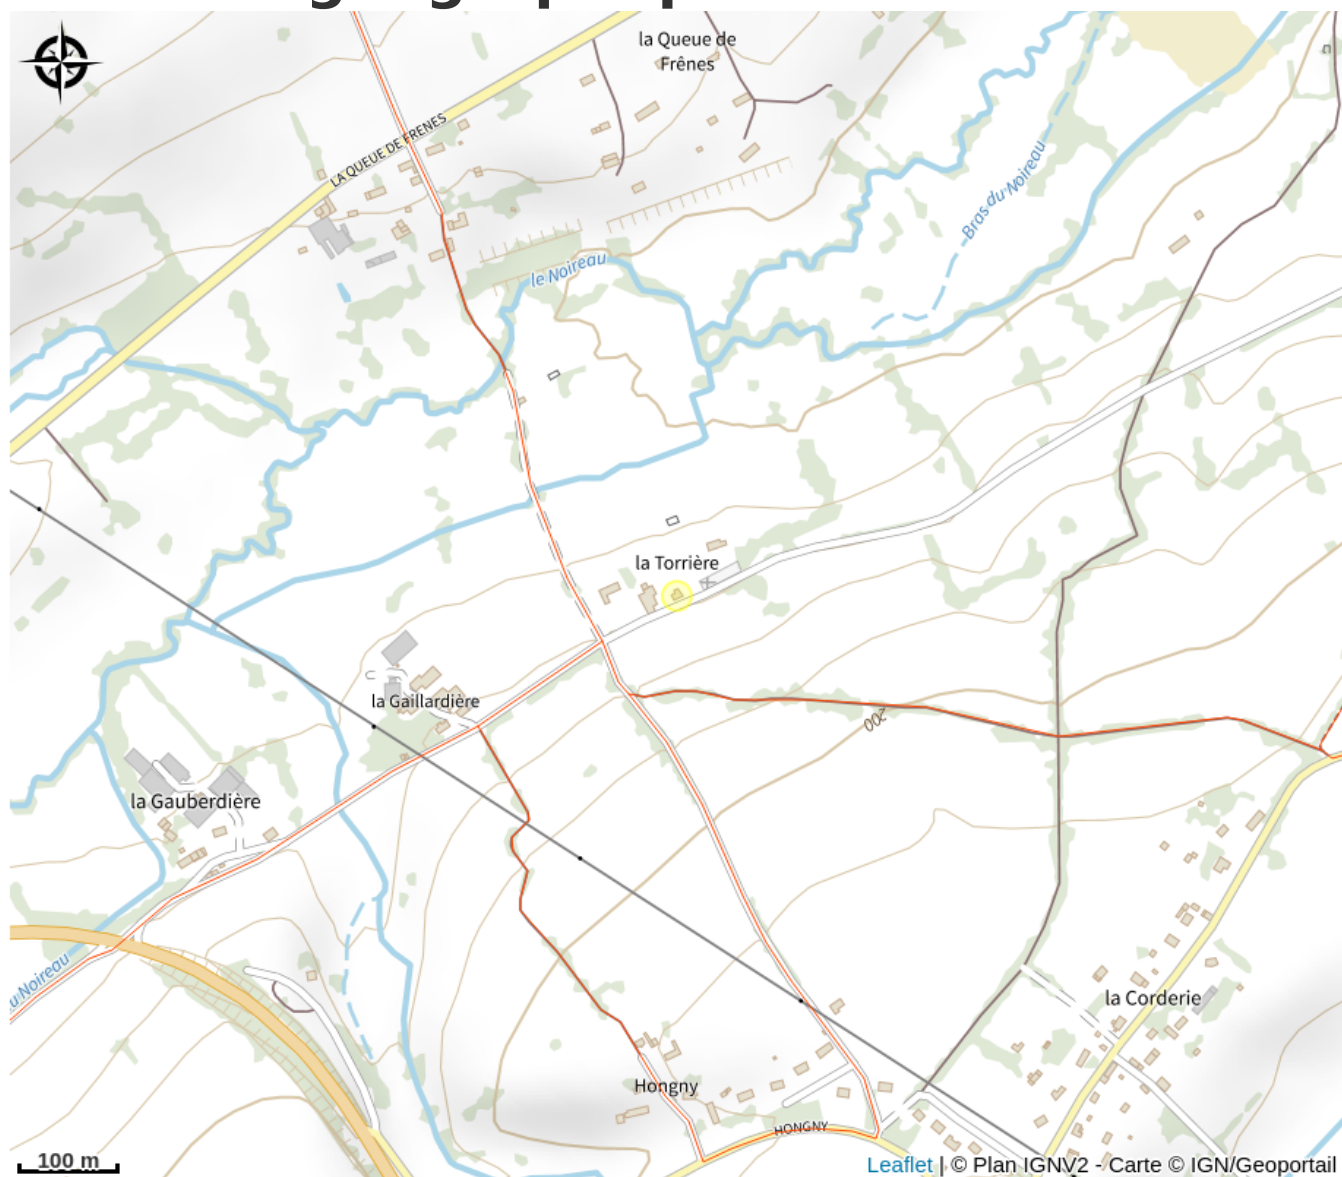 la Queue de
Frênes
LA QUEUE DE FRENES
Bras du Noireau
le Noireau
la Torrière
la Gaillardière
200
la Gauberdière
u Noireau
la Corderie
Hongny
HONGNY
100 m
Leaflet | © Plan IGNV2 - Carte © IGN/Geoportail